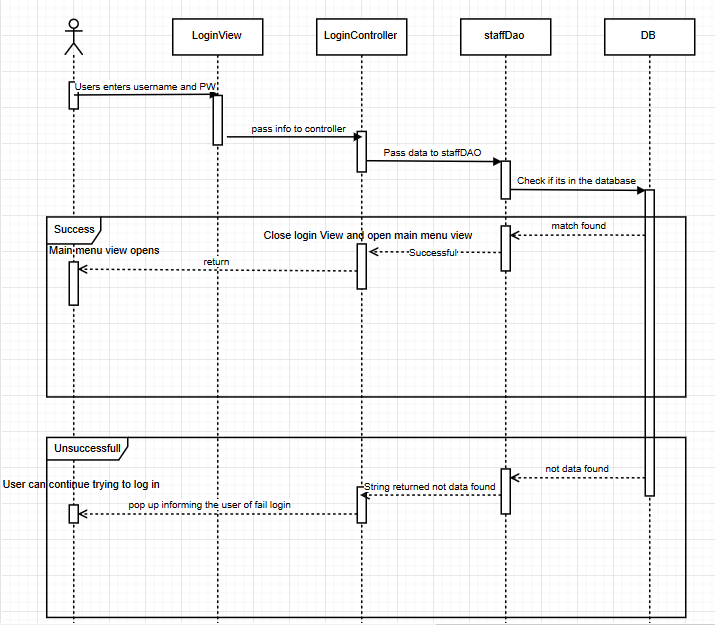 LoginView
LoginController
staffDao
DB
Users enters username and PW
pass info to controller
Pass data to staffDAO
Check if its in the database
Success
match found
Close login View and open main menu view
Main menu view opens
Successful
return
Unsuccessfull
not data found
User can continue trying to log in
String returned not data found
pop up informing the user of fail login